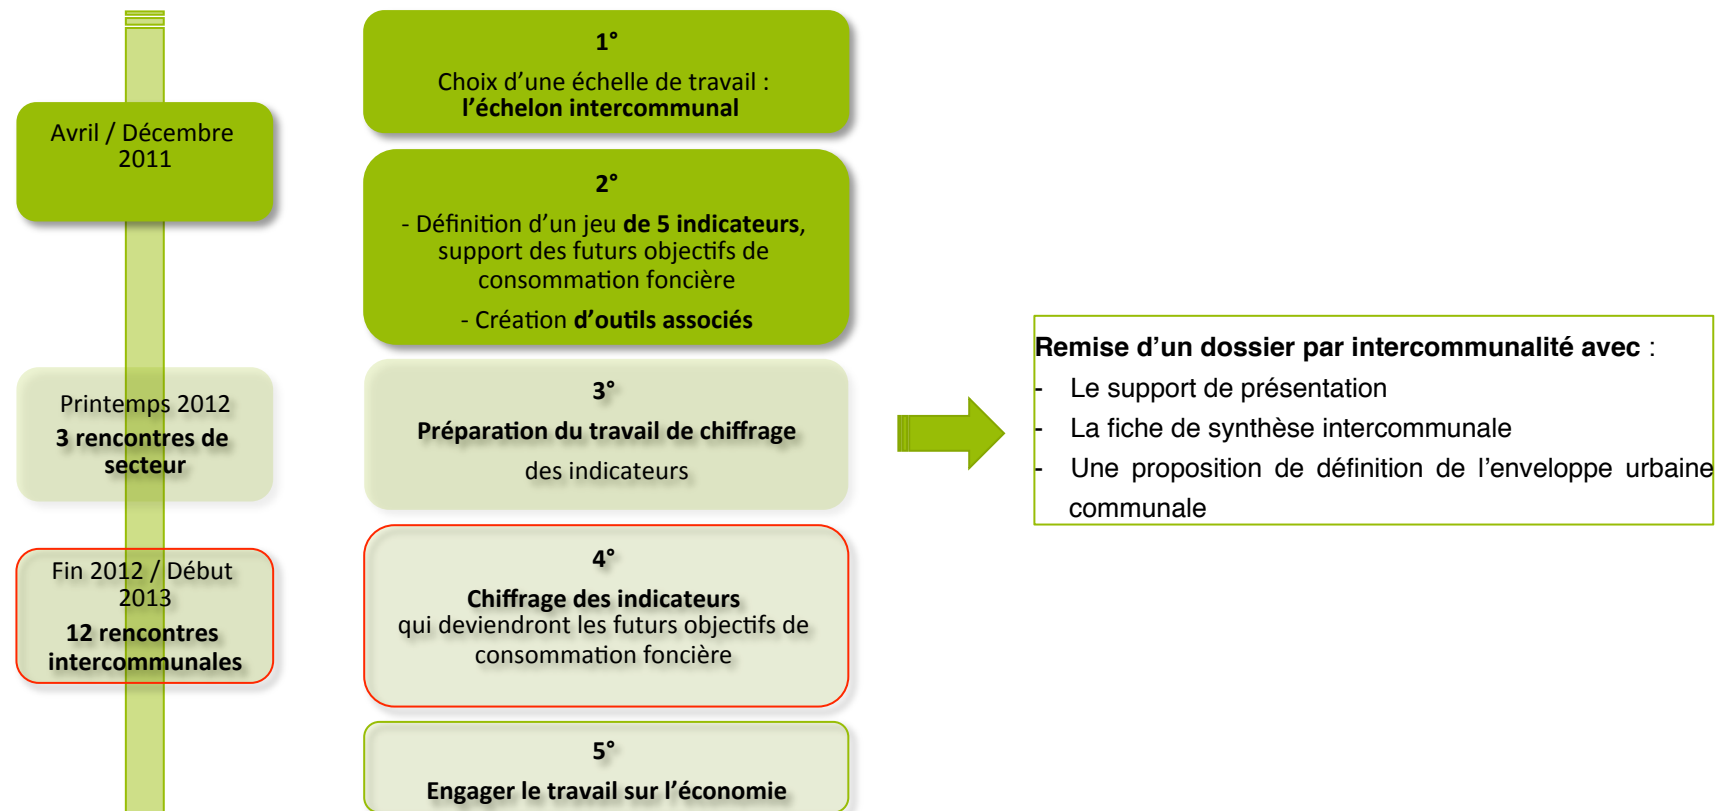 Avril / Décembre
2011
Printemps 2012
3 rencontres de
secteur
Fin 2012 / Début
2013
12 rencontres
intercommunales
1°
Choix d’une échelle de travail :
l’échelon intercommunal
2°
- Définition d’un jeu de 5 indicateurs,
support des futurs objectifs de
consommation foncière
- Création d’outils associés
3°
Préparation du travail de chiffrage
des indicateurs
4°
Chiffrage des indicateurs
qui deviendront les futurs objectifs de
consommation foncière
5°
Engager le travail sur l’économie
Remise d’un dossier par intercommunalité avec :
- Le support de présentation
- La fiche de synthèse intercommunale
- Une proposition de définition de l’enveloppe urbaine
communale